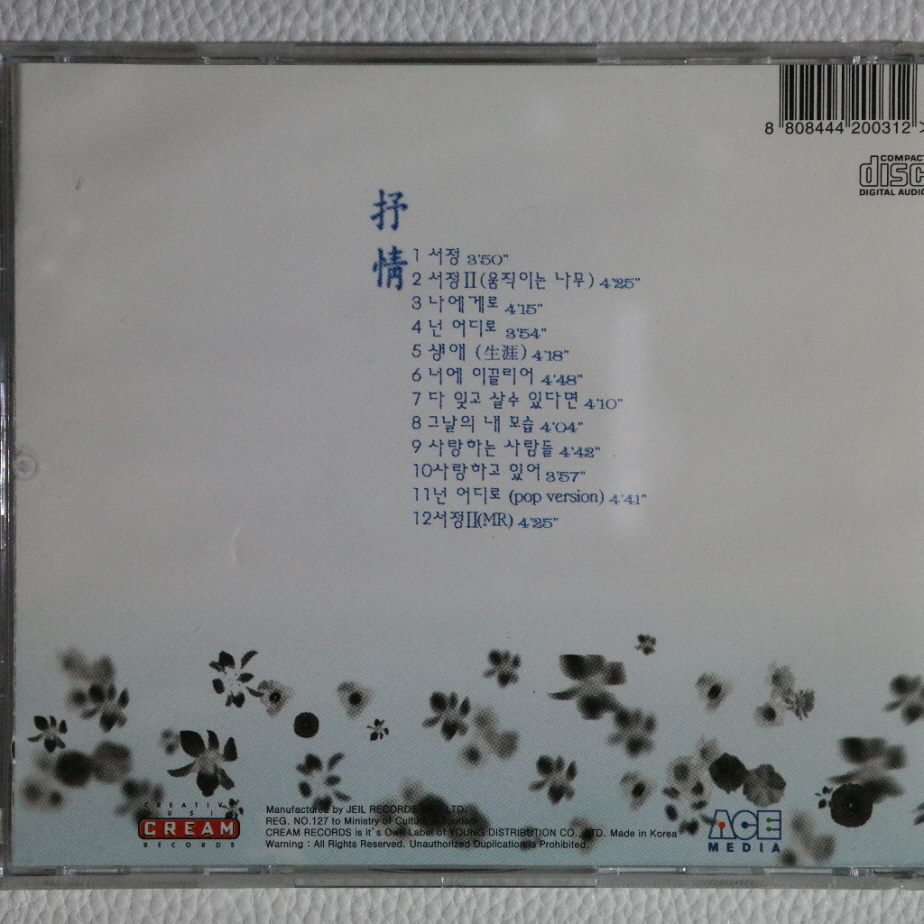 8 808444 200312 >
COMPACT
disc
DIGITAL AUDIO
抒
情
1 서정 3'50"
2 서정Ⅱ(움직이는 나무) 4'25"
3 나에게로 4'15"
4 넌 어디로 3'54"
5 생애 (生涯) 4'18"
6 너에 이끌리어 4'48"
7 다 잊고 살수 있다면 4'10"
8 그날의 내 모습 4'04"
9 사랑하는 사람들 4'42"
10사랑하고 있어 3'57"
11넌 어디로 (pop version) 4'41"
12서정Ⅱ(MR) 4'25"
CREAM
RECORDS
Manufactured by JEIL RECORDS LTD.
REG. NO.127 to Ministry of Culture & Tourism
CREAM RECORDS is it's Own Label of YOUNG DISTRIBUTION CO., LTD. Made in Korea
Warning : All Rights Reserved. Unauthorized Duplication is Prohibited.
ACE
MEDIA